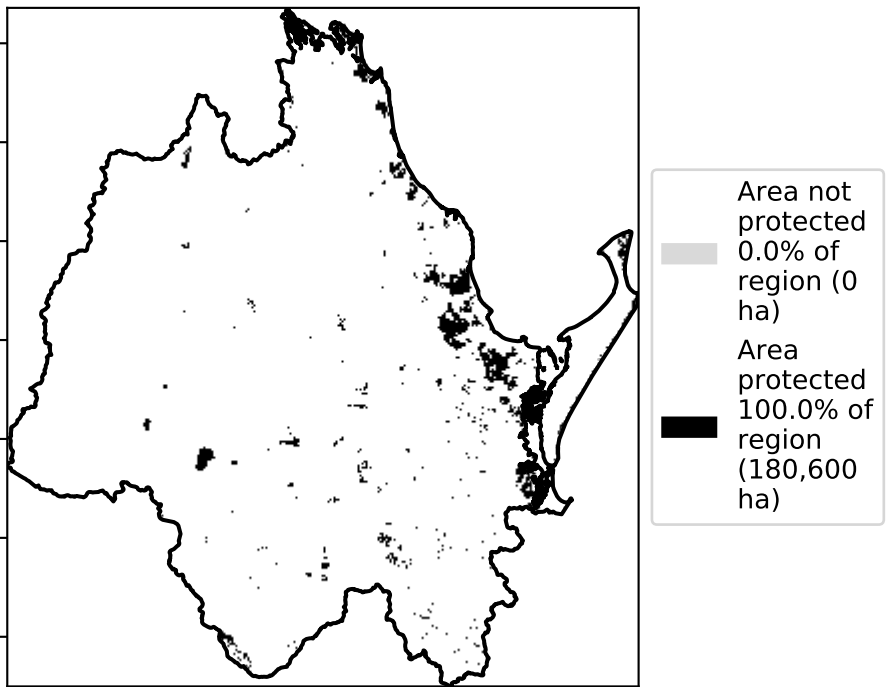 Area not
protected
0.0% of
region (0
ha)
Area
protected
100.0% of
region
(180,600
ha)